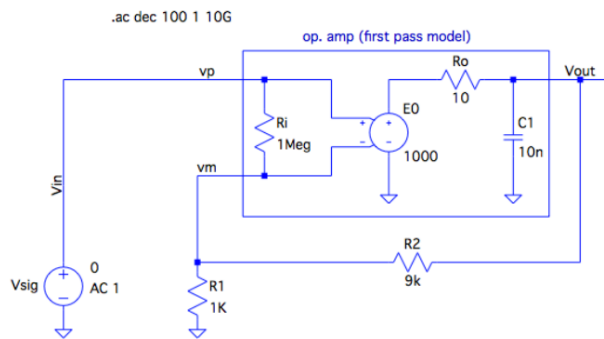 .ac dec 100 1 10G
op. amp (first pass model)
vp
Ro
10
Vout
Ri
1Meg
+
−
E0
+
−
1000
C1
10n
vm
Vin
R2
9k
Vsig
+
−
0
AC 1
R1
1K